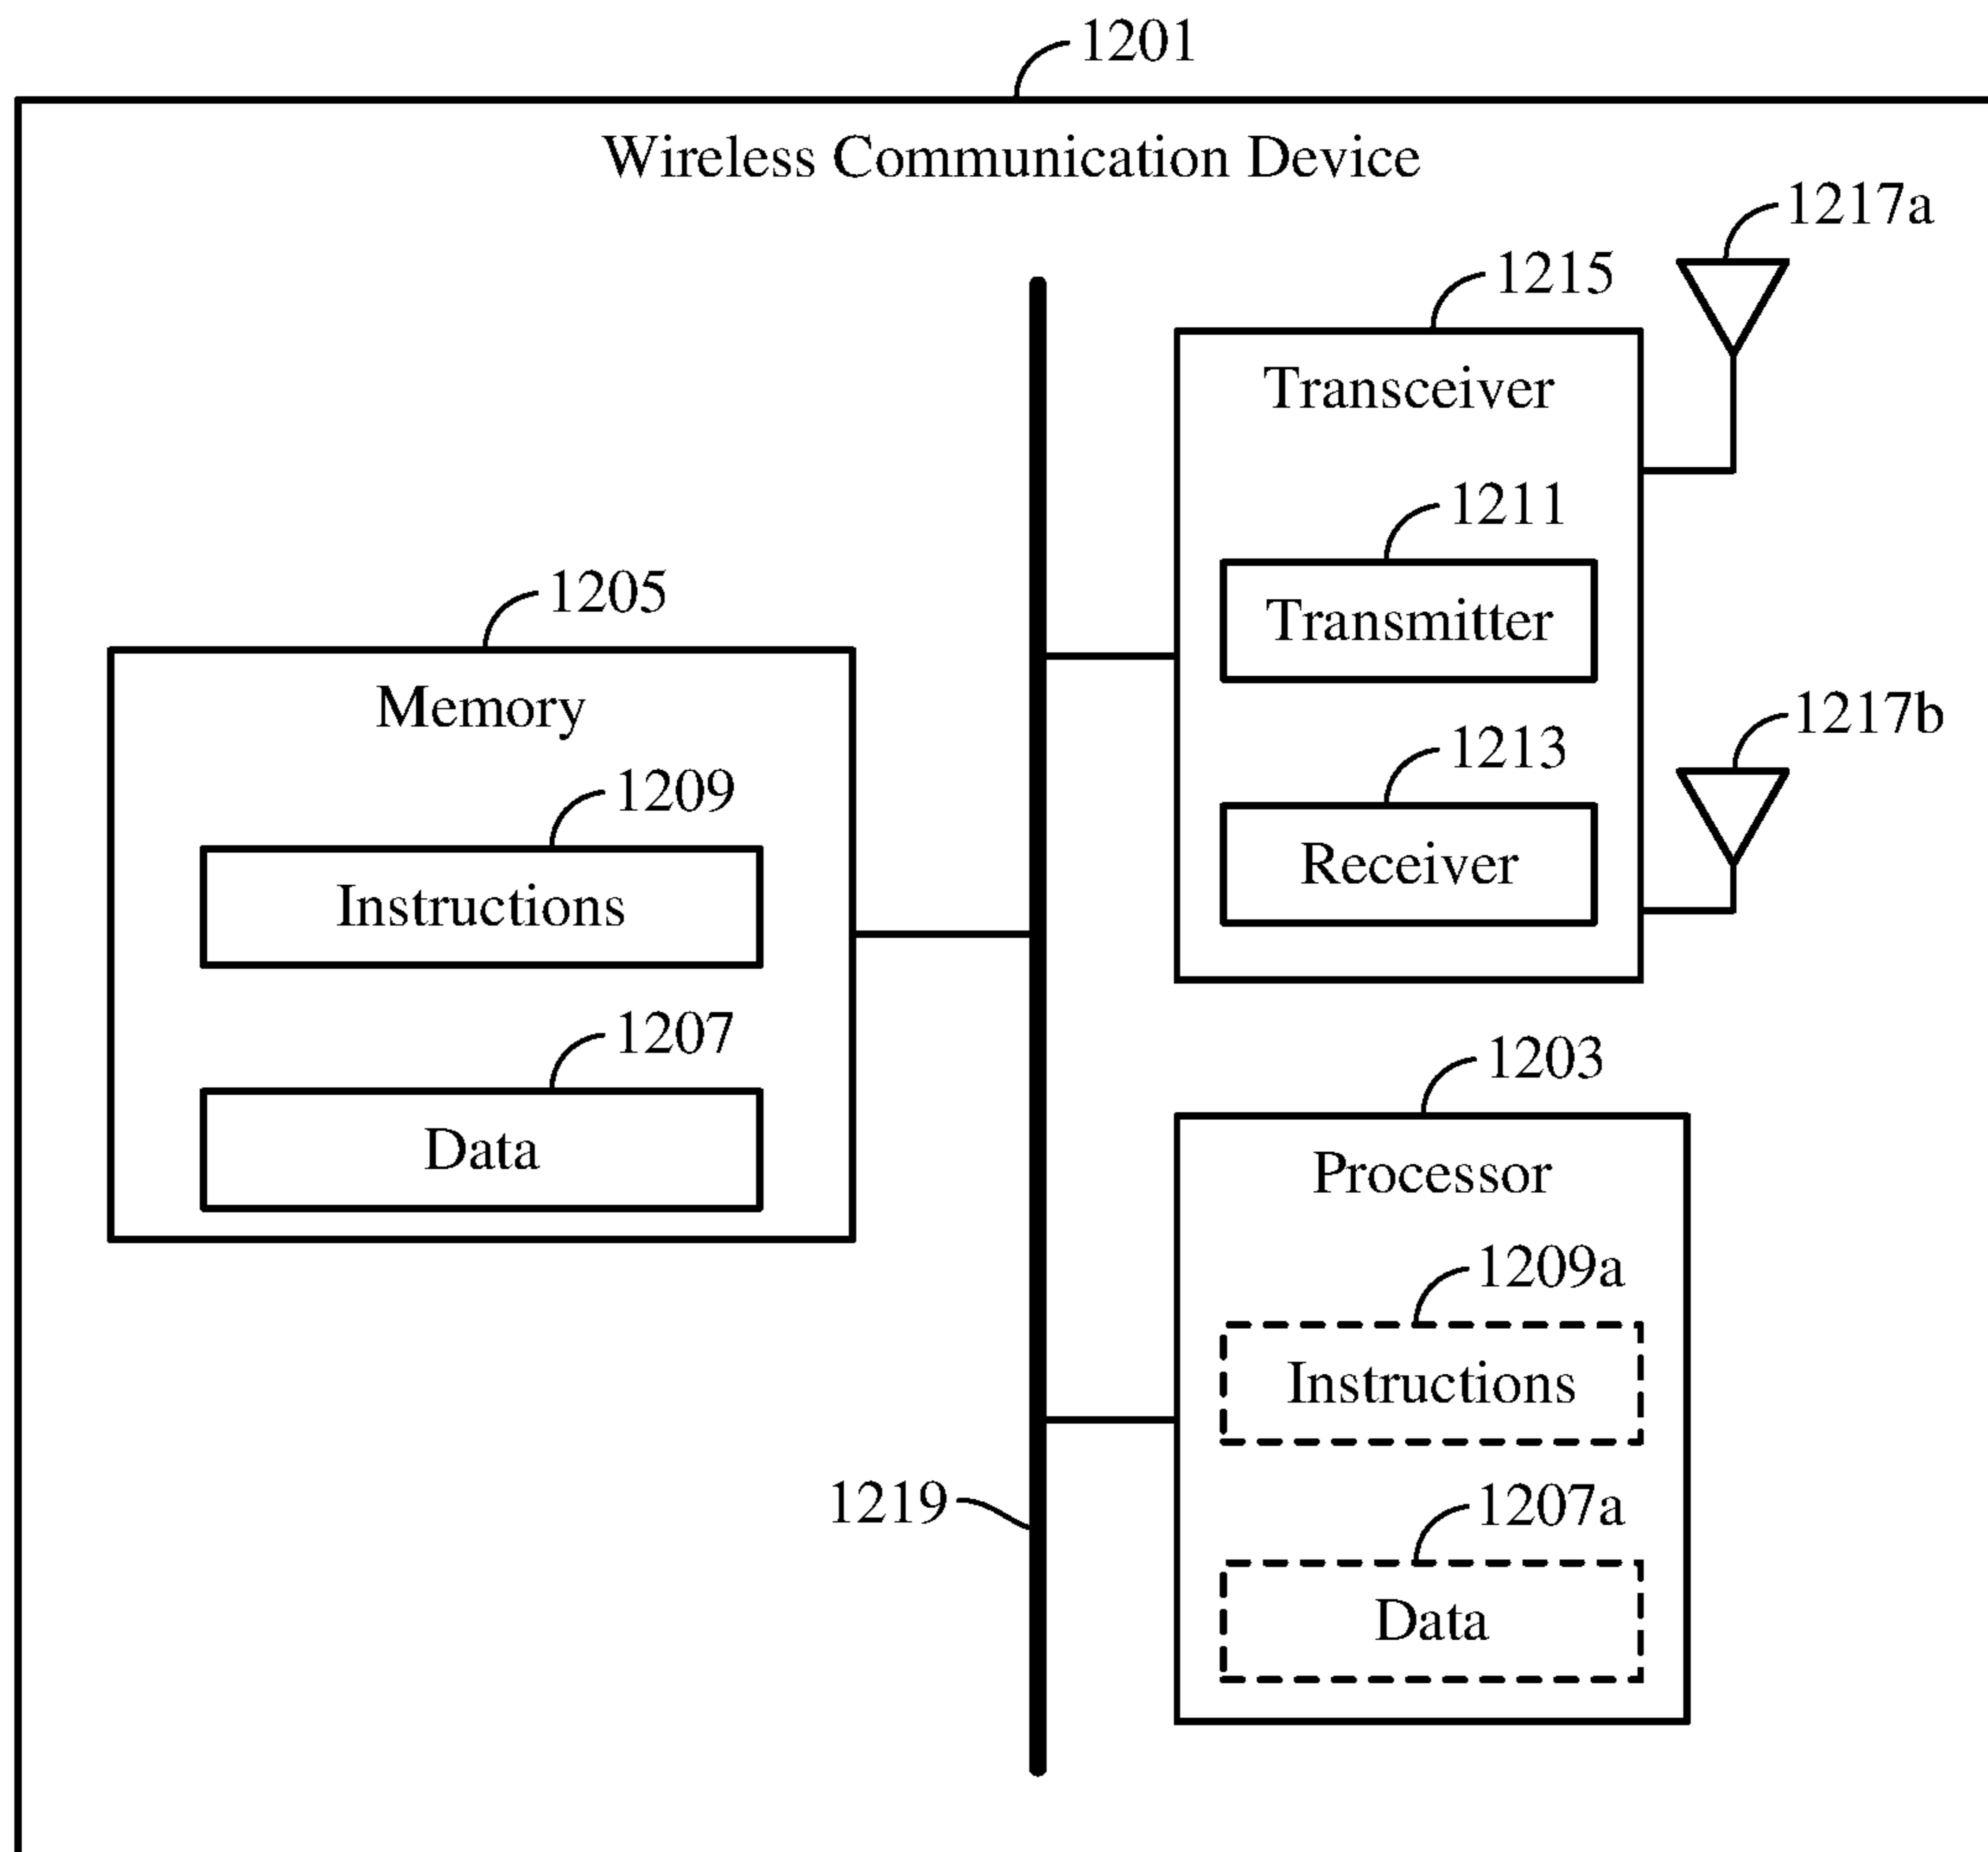 1201
Wireless Communication Device
1217a
1215
Transceiver
1211
Transmitter
1205
Memory
1217b
1213
1209
Receiver
Instructions
1207
1203
Data
Processor
1209a
Instructions
1219
1207a
Data